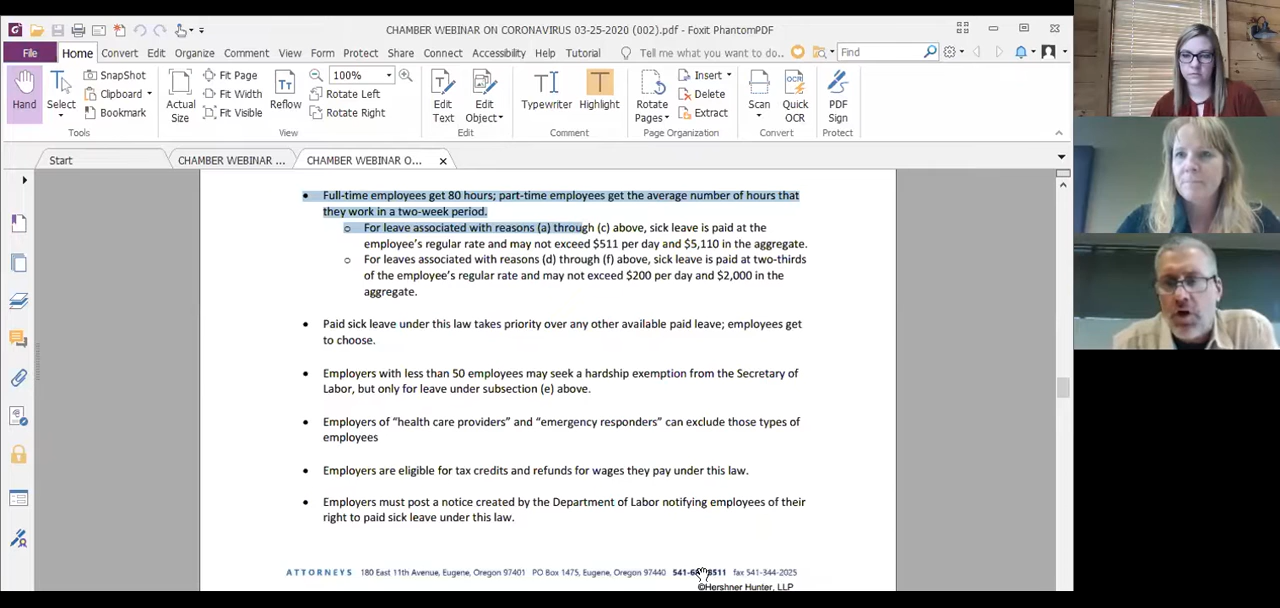 CHAMBER WEBINAR ON CORONAVIRUS 03-25-2020 (002).pdf - Foxit PhantomPDF
File Home Convert Edit Organize Comment View Form Protect Share Connect Accessibility Help Tutorial Tell me what you want to do.. Find
Hand
Select
SnapShot
Clipboard
Bookmark
Actual Size
Fit Page
Fit Width
Fit Visible
Reflow
100%
Rotate Left
Rotate Right
Edit Text
Edit Object
Typewriter
Highlight
Rotate Pages
Insert
Delete
Extract
Scan
Quick OCR
PDF Sign
Tools View Edit Comment Page Organization Convert Protect
Start CHAMBER WEBINAR ... CHAMBER WEBINAR O...
• Full-time employees get 80 hours; part-time employees get the average number of hours that
they work in a two-week period.
o For leave associated with reasons (a) through (c) above, sick leave is paid at the
employee's regular rate and may not exceed $511 per day and $5,110 in the aggregate.
o For leaves associated with reasons (d) through (f) above, sick leave is paid at two-thirds
of the employee's regular rate and may not exceed $200 per day and $2,000 in the
aggregate.
• Paid sick leave under this law takes priority over any other available paid leave; employees get
to choose.
• Employers with less than 50 employees may seek a hardship exemption from the Secretary of
Labor, but only for leave under subsection (e) above.
• Employers of "health care providers" and "emergency responders" can exclude those types of
employees
• Employers are eligible for tax credits and refunds for wages they pay under this law.
• Employers must post a notice created by the Department of Labor notifying employees of their
right to paid sick leave under this law.
ATTORNEYS 180 East 11th Avenue, Eugene, Oregon 97401 PO Box 1475, Eugene, Oregon 97440 fax 541-344-2025
©Hershner Hunter, LLP